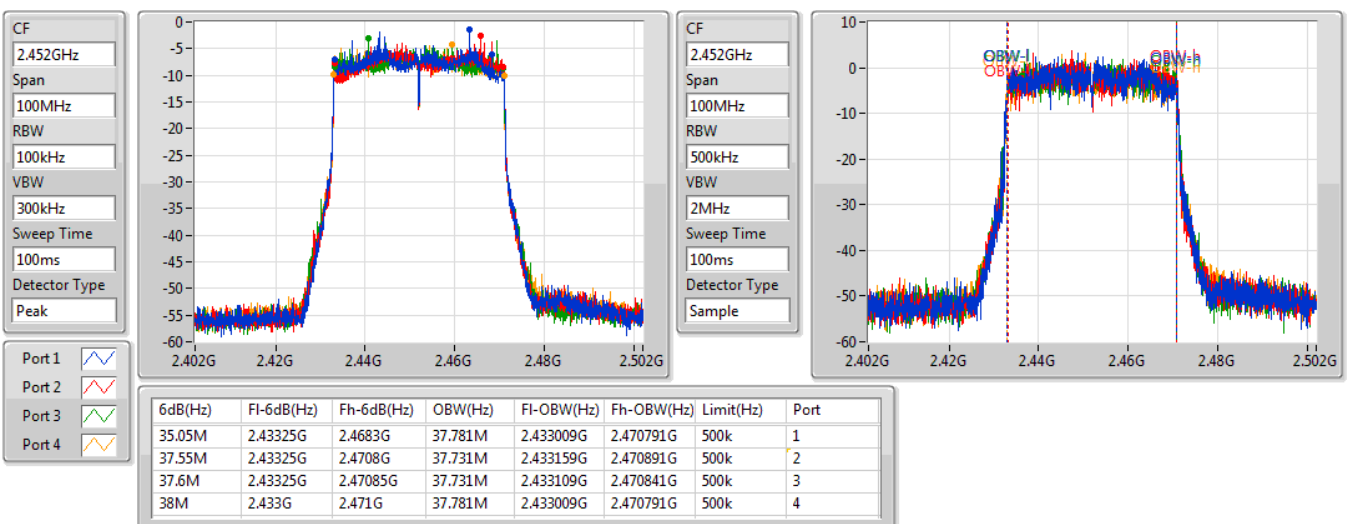 CF
2.452GHz
Span
100MHz
RBW
100kHz
VBW
300kHz
Sweep Time
100ms
Detector Type
Peak
0
-5
-10
-15
-20
-25
-30
-35
-40
-45
-50
-55
-60
2.402G 2.42G 2.44G 2.46G 2.48G 2.502G
CF
2.452GHz
Span
100MHz
RBW
500kHz
VBW
2MHz
Sweep Time
100ms
Detector Type
Sample
10
0
-10
-20
-30
-40
-50
-60
OBW-l OBW-h
2.402G 2.42G 2.44G 2.46G 2.48G 2.502G
Port 1
Port 2
Port 3
Port 4
6dB(Hz) Fl-6dB(Hz) Fh-6dB(Hz) OBW(Hz) Fl-OBW(Hz) Fh-OBW(Hz) Limit(Hz) Port
35.05M 2.43325G 2.4683G 37.781M 2.433009G 2.470791G 500k 1
37.55M 2.43325G 2.4708G 37.731M 2.433159G 2.470891G 500k 2
37.6M 2.43325G 2.47085G 37.731M 2.433109G 2.470841G 500k 3
38M 2.433G 2.471G 37.781M 2.433009G 2.470791G 500k 4